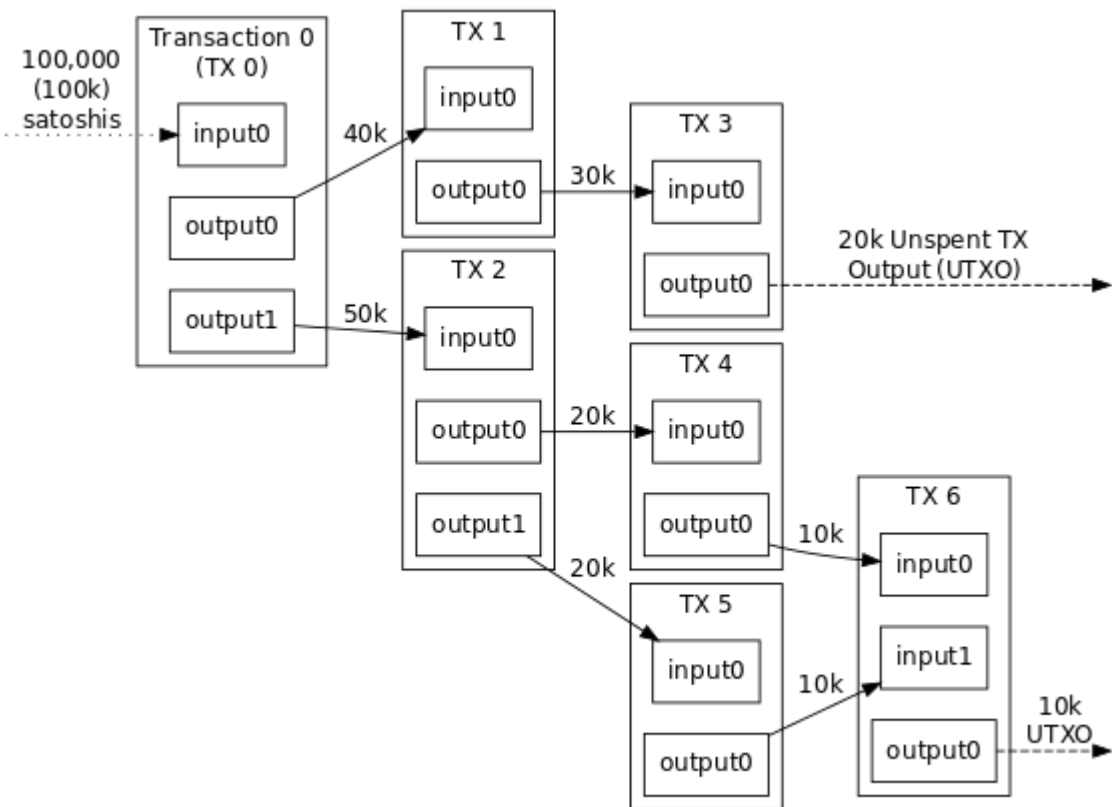 100,000
(100k)
satoshis
Transaction 0
(TX 0)
input0
output0
output1
40k
50k
TX 1
input0
output0
30k
TX 2
input0
output0
output1
20k
20k
TX 3
input0
output0
20k Unspent TX
Output (UTXO)
TX 4
input0
output0
10k
TX 5
input0
output0
10k
TX 6
input0
input1
output0
10k
UTXO